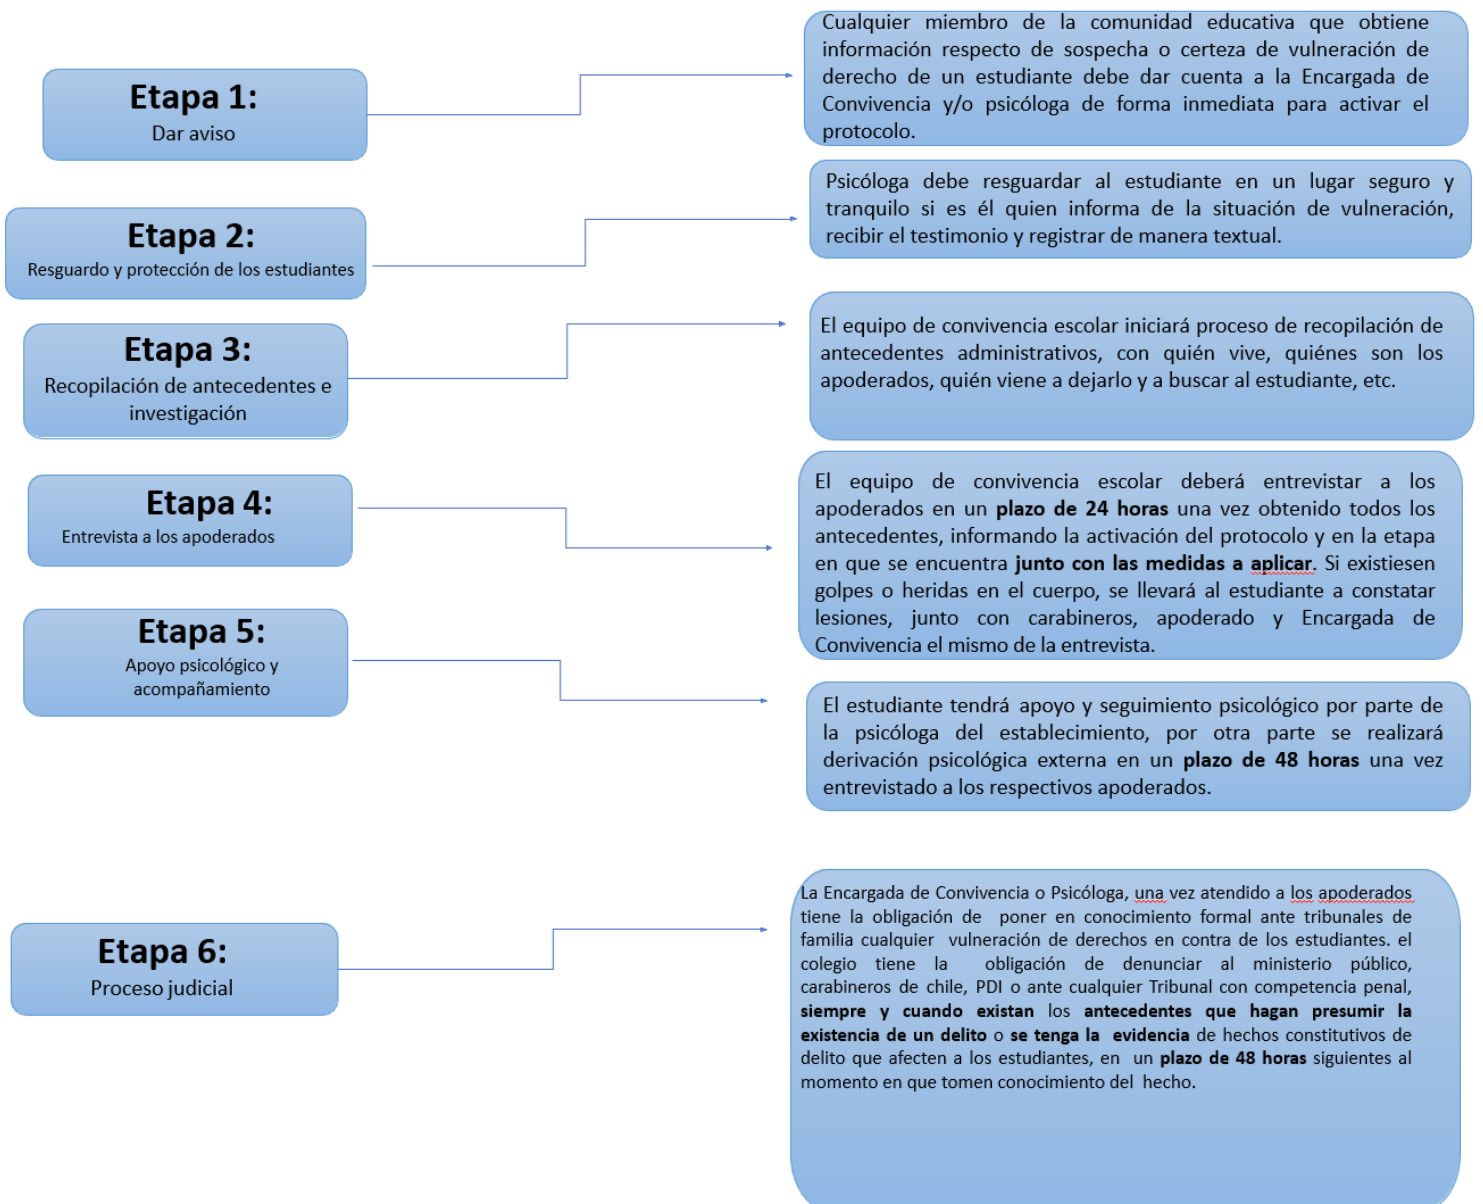 Etapa 1:
Dar aviso
Cualquier miembro de la comunidad educativa que obtiene
información respecto de sospecha o certeza de vulneración de
derecho de un estudiante debe dar cuenta a la Encargada de
Convivencia y/o psicóloga de forma inmediata para activar el
protocolo.
Etapa 2:
Resguardo y protección de los estudiantes
Psicóloga debe resguardar al estudiante en un lugar seguro y
tranquilo si es él quien informa de la situación de vulneración,
recibir el testimonio y registrar de manera textual.
Etapa 3:
Recopilación de antecedentes e
investigación
El equipo de convivencia escolar iniciará proceso de recopilación de
antecedentes administrativos, con quién vive, quiénes son los
apoderados, quién viene a dejarlo y a buscar al estudiante, etc.
Etapa 4:
Entrevista a los apoderados
El equipo de convivencia escolar deberá entrevistar a los
apoderados en un plazo de 24 horas una vez obtenido todos los
antecedentes, informando la activación del protocolo y en la etapa
en que se encuentra junto con las medidas a aplicar. Si existiesen
golpes o heridas en el cuerpo, se llevará al estudiante a constatar
lesiones, junto con carabineros, apoderado y Encargada de
Convivencia el mismo de la entrevista.
Etapa 5:
Apoyo psicológico y
acompañamiento
El estudiante tendrá apoyo y seguimiento psicológico por parte de
la psicóloga del establecimiento, por otra parte se realizará
derivación psicológica externa en un plazo de 48 horas una vez
entrevistado a los respectivos apoderados.
Etapa 6:
Proceso judicial
La Encargada de Convivencia o Psicóloga, una vez atendido a los apoderados
tiene la obligación de poner en conocimiento formal ante tribunales de
familia cualquier vulneración de derechos en contra de los estudiantes. el
colegio tiene la obligación de denunciar al ministerio público,
carabineros de chile, PDI o ante cualquier Tribunal con competencia penal,
siempre y cuando existan los antecedentes que hagan presumir la
existencia de un delito o se tenga la evidencia de hechos constitutivos de
delito que afecten a los estudiantes, en un plazo de 48 horas siguientes al
momento en que tomen conocimiento del hecho.